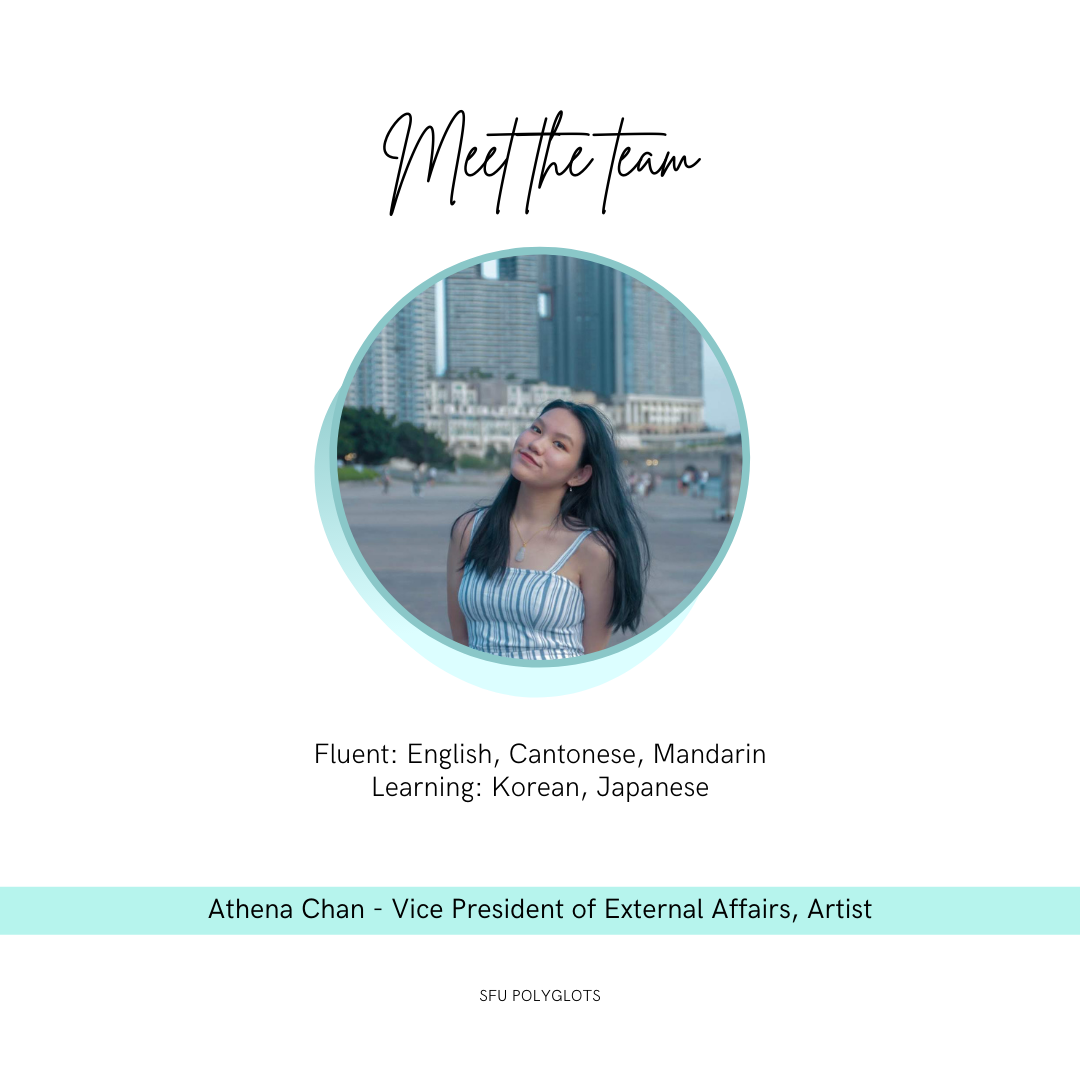 Meet the team
Fluent: English, Cantonese, Mandarin
Learning: Korean, Japanese
Athena Chan - Vice President of External Affairs, Artist
SFU POLYGLOTS